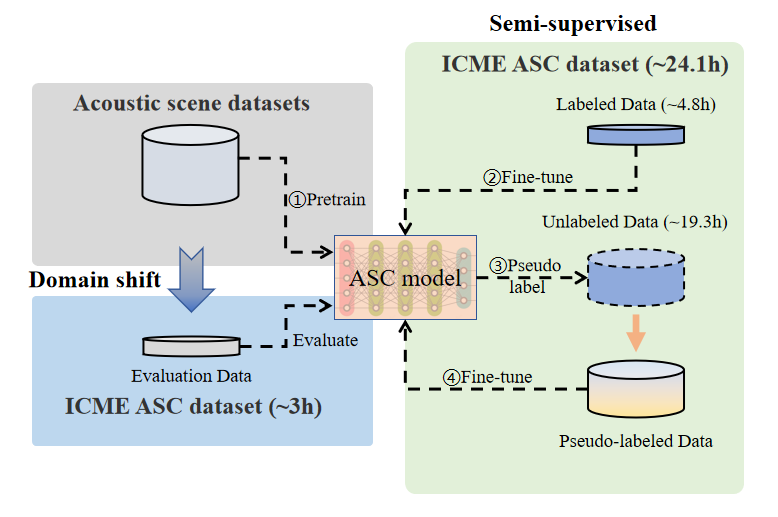 Semi-supervised
ICME ASC dataset (~24.1h)
Acoustic scene datasets
Labeled Data (~4.8h)
②Fine-tune
①Pretrain
Unlabeled Data (~19.3h)
Domain shift
ASC model
③Pseudo
label
Evaluate
Evaluation Data
④Fine-tune
ICME ASC dataset (~3h)
Pseudo-labeled Data